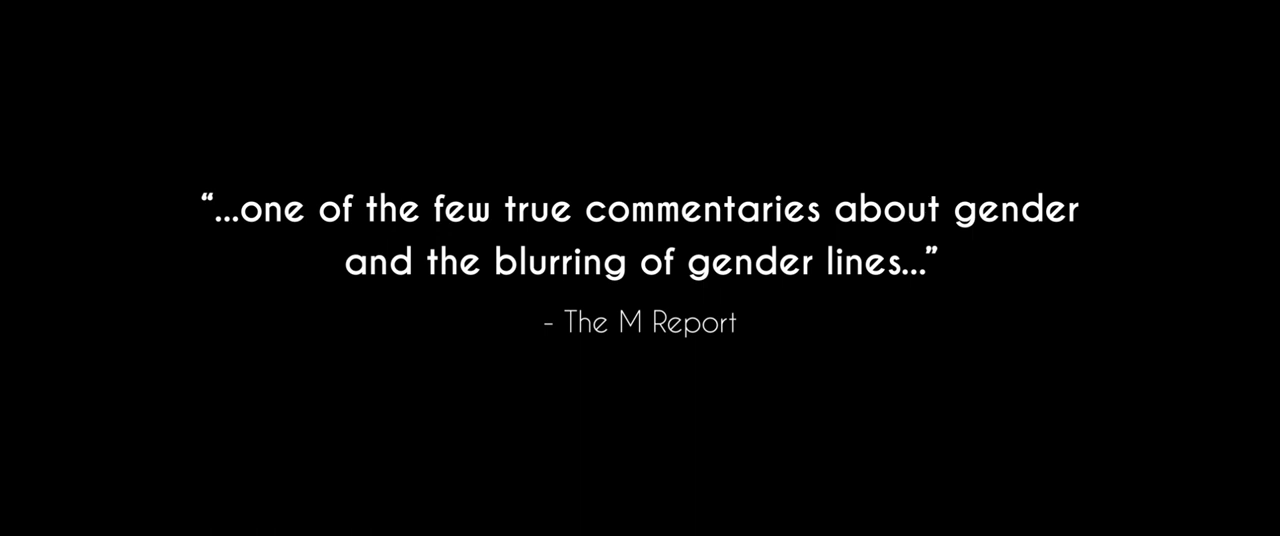 “...one of the few true commentaries about gender
and the blurring of gender lines...”
- The M Report